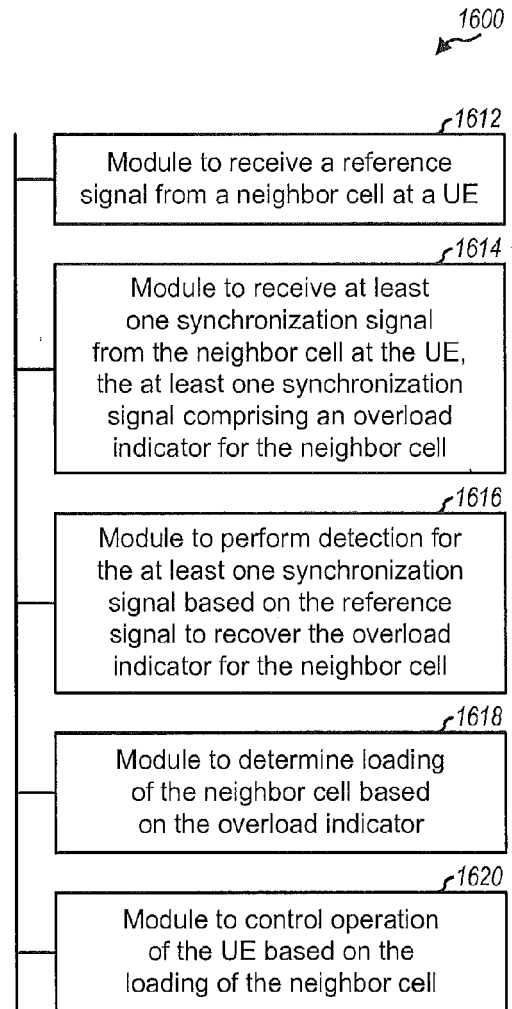 1600
1612
Module to receive a reference
signal from a neighbor cell at a UE
1614
Module to receive at least
one synchronization signal
from the neighbor cell at the UE,
the at least one synchronization
signal comprising an overload
indicator for the neighbor cell
1616
Module to perform detection for
the at least one synchronization
signal based on the reference
signal to recover the overload
indicator for the neighbor cell
1618
Module to determine loading
of the neighbor cell based
on the overload indicator
1620
Module to control operation
of the UE based on the
loading of the neighbor cell